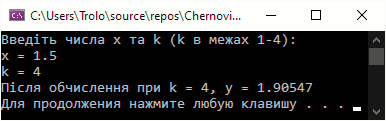 C:\Users\Trolo\source\repos\Chernovi...
Введіть числа x та k (k в межах 1-4):
x = 1.5
k = 4
Після обчислення при k = 4, y = 1.90547
Для продолжения нажмите любую клавишу . . .